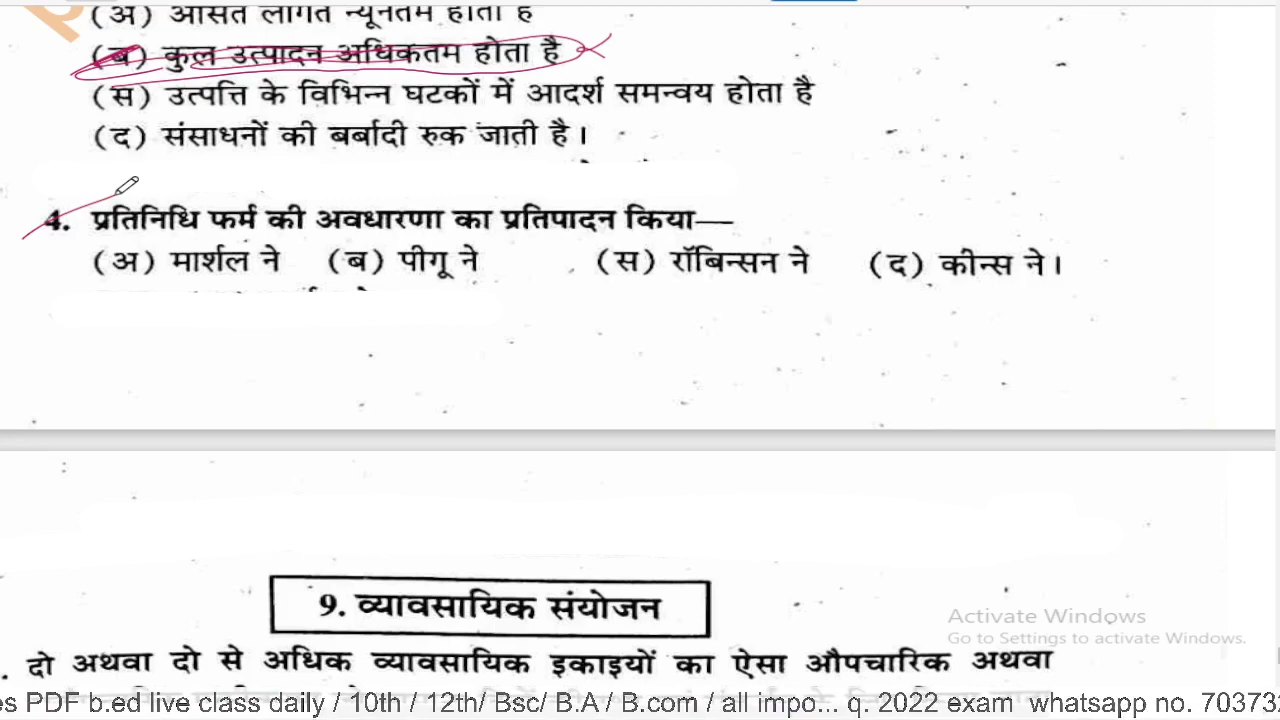 (अ) औसत लागत न्यूनतम होती है
(ब) कुल उत्पादन अधिकतम होता है
(स) उत्पत्ति के विभिन्न घटकों में आदर्श समन्वय होता है
(द) संसाधनों की बर्बादी रुक जाती है।
4. प्रतिनिधि फर्म की अवधारणा का प्रतिपादन किया—
(अ) मार्शल ने (ब) पीगू ने (स) रॉबिन्सन ने (द) कीन्स ने।
9. व्यावसायिक संयोजन
Activate Windows
Go to Settings to activate Windows.
. दो अथवा दो से अधिक व्यावसायिक इकाइयों का ऐसा औपचारिक अथवा
es PDF b.ed live class daily / 10th / 12th/ Bsc/ B.A / B.com / all impo... q. 2022 exam whatsapp no. 70373